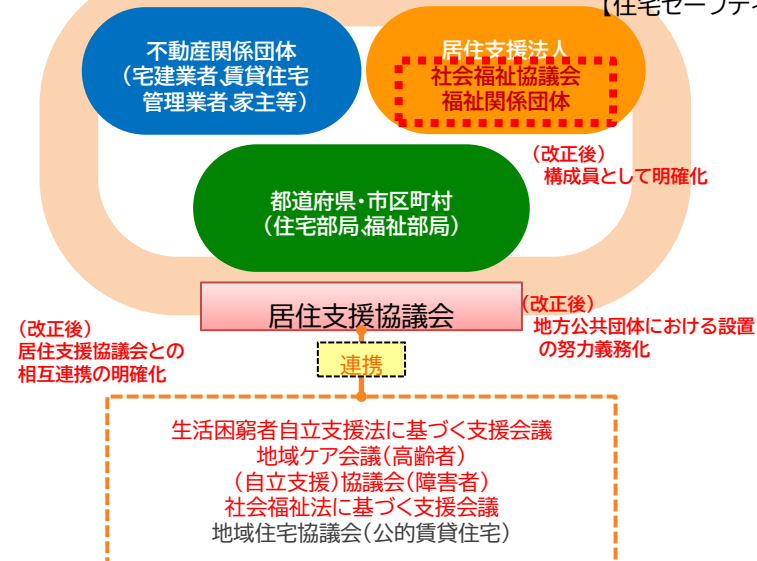 【住宅セーフティ
不動産関係団体
(宅建業者、賃貸住宅
管理業者、家主等)
居住支援法人
社会福祉協議会
福祉関係団体
(改正後)
構成員として明確化
都道府県・市区町村
(住宅部局、福祉部局)
居住支援協議会
(改正後)
地方公共団体における設置
の努力義務化
(改正後)
居住支援協議会との
相互連携の明確化
連携
生活困窮者自立支援法に基づく支援会議
地域ケア会議(高齢者)
(自立支援)協議会(障害者)
社会福祉法に基づく支援会議
地域住宅協議会(公的賃貸住宅)